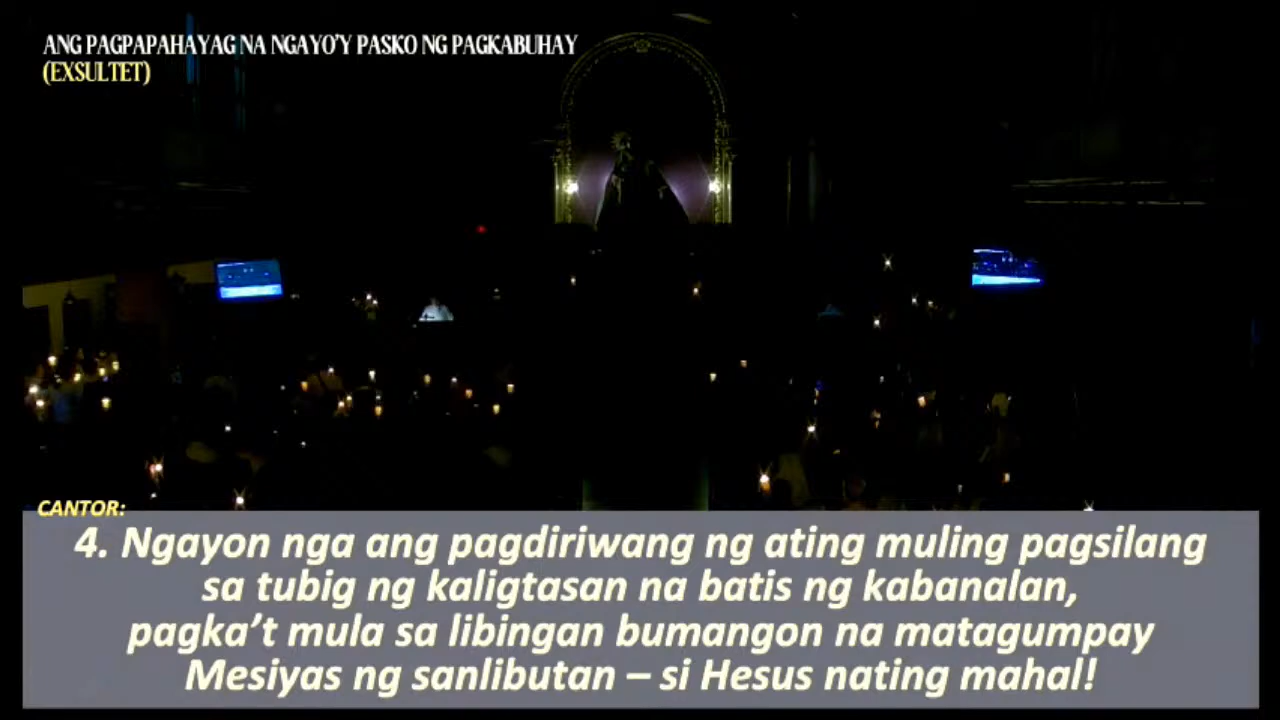 ANG PAGPAPAHAYAG NA NGAYO'Y PASKO NG PAGKABUHAY
(EXSULTET)
CANTOR:
4. Ngayon nga ang pagdiriwang ng ating muling pagsilang
sa tubig ng kaligtasan na batis ng kabanalan,
pagka't mula sa libingan bumangon na matagumpay
Mesiyas ng sanlibutan – si Hesus nating mahal!